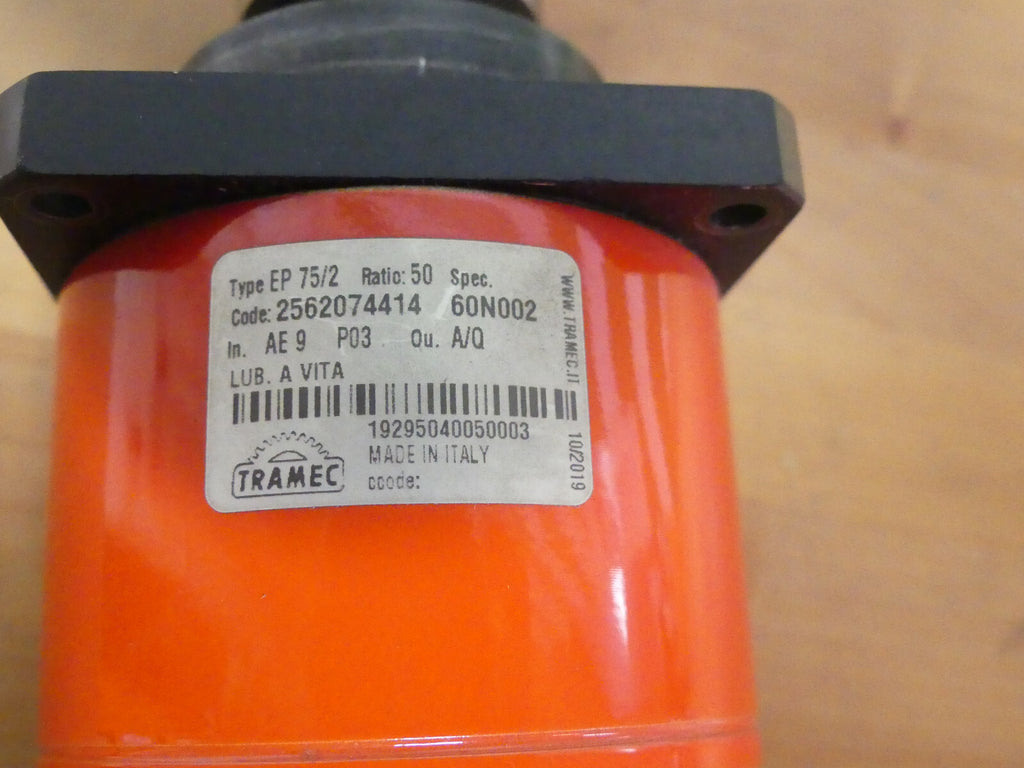 Type EP 75/2 Ratio: 50 Spec.
Code: 2562074414 60N002
In. AE 9 P03 Ou. A/Q
LUB. A VITA
WWW.TRAMEC.IT
19295040050003
MADE IN ITALY
ccode:
TRAMEC
10/2019